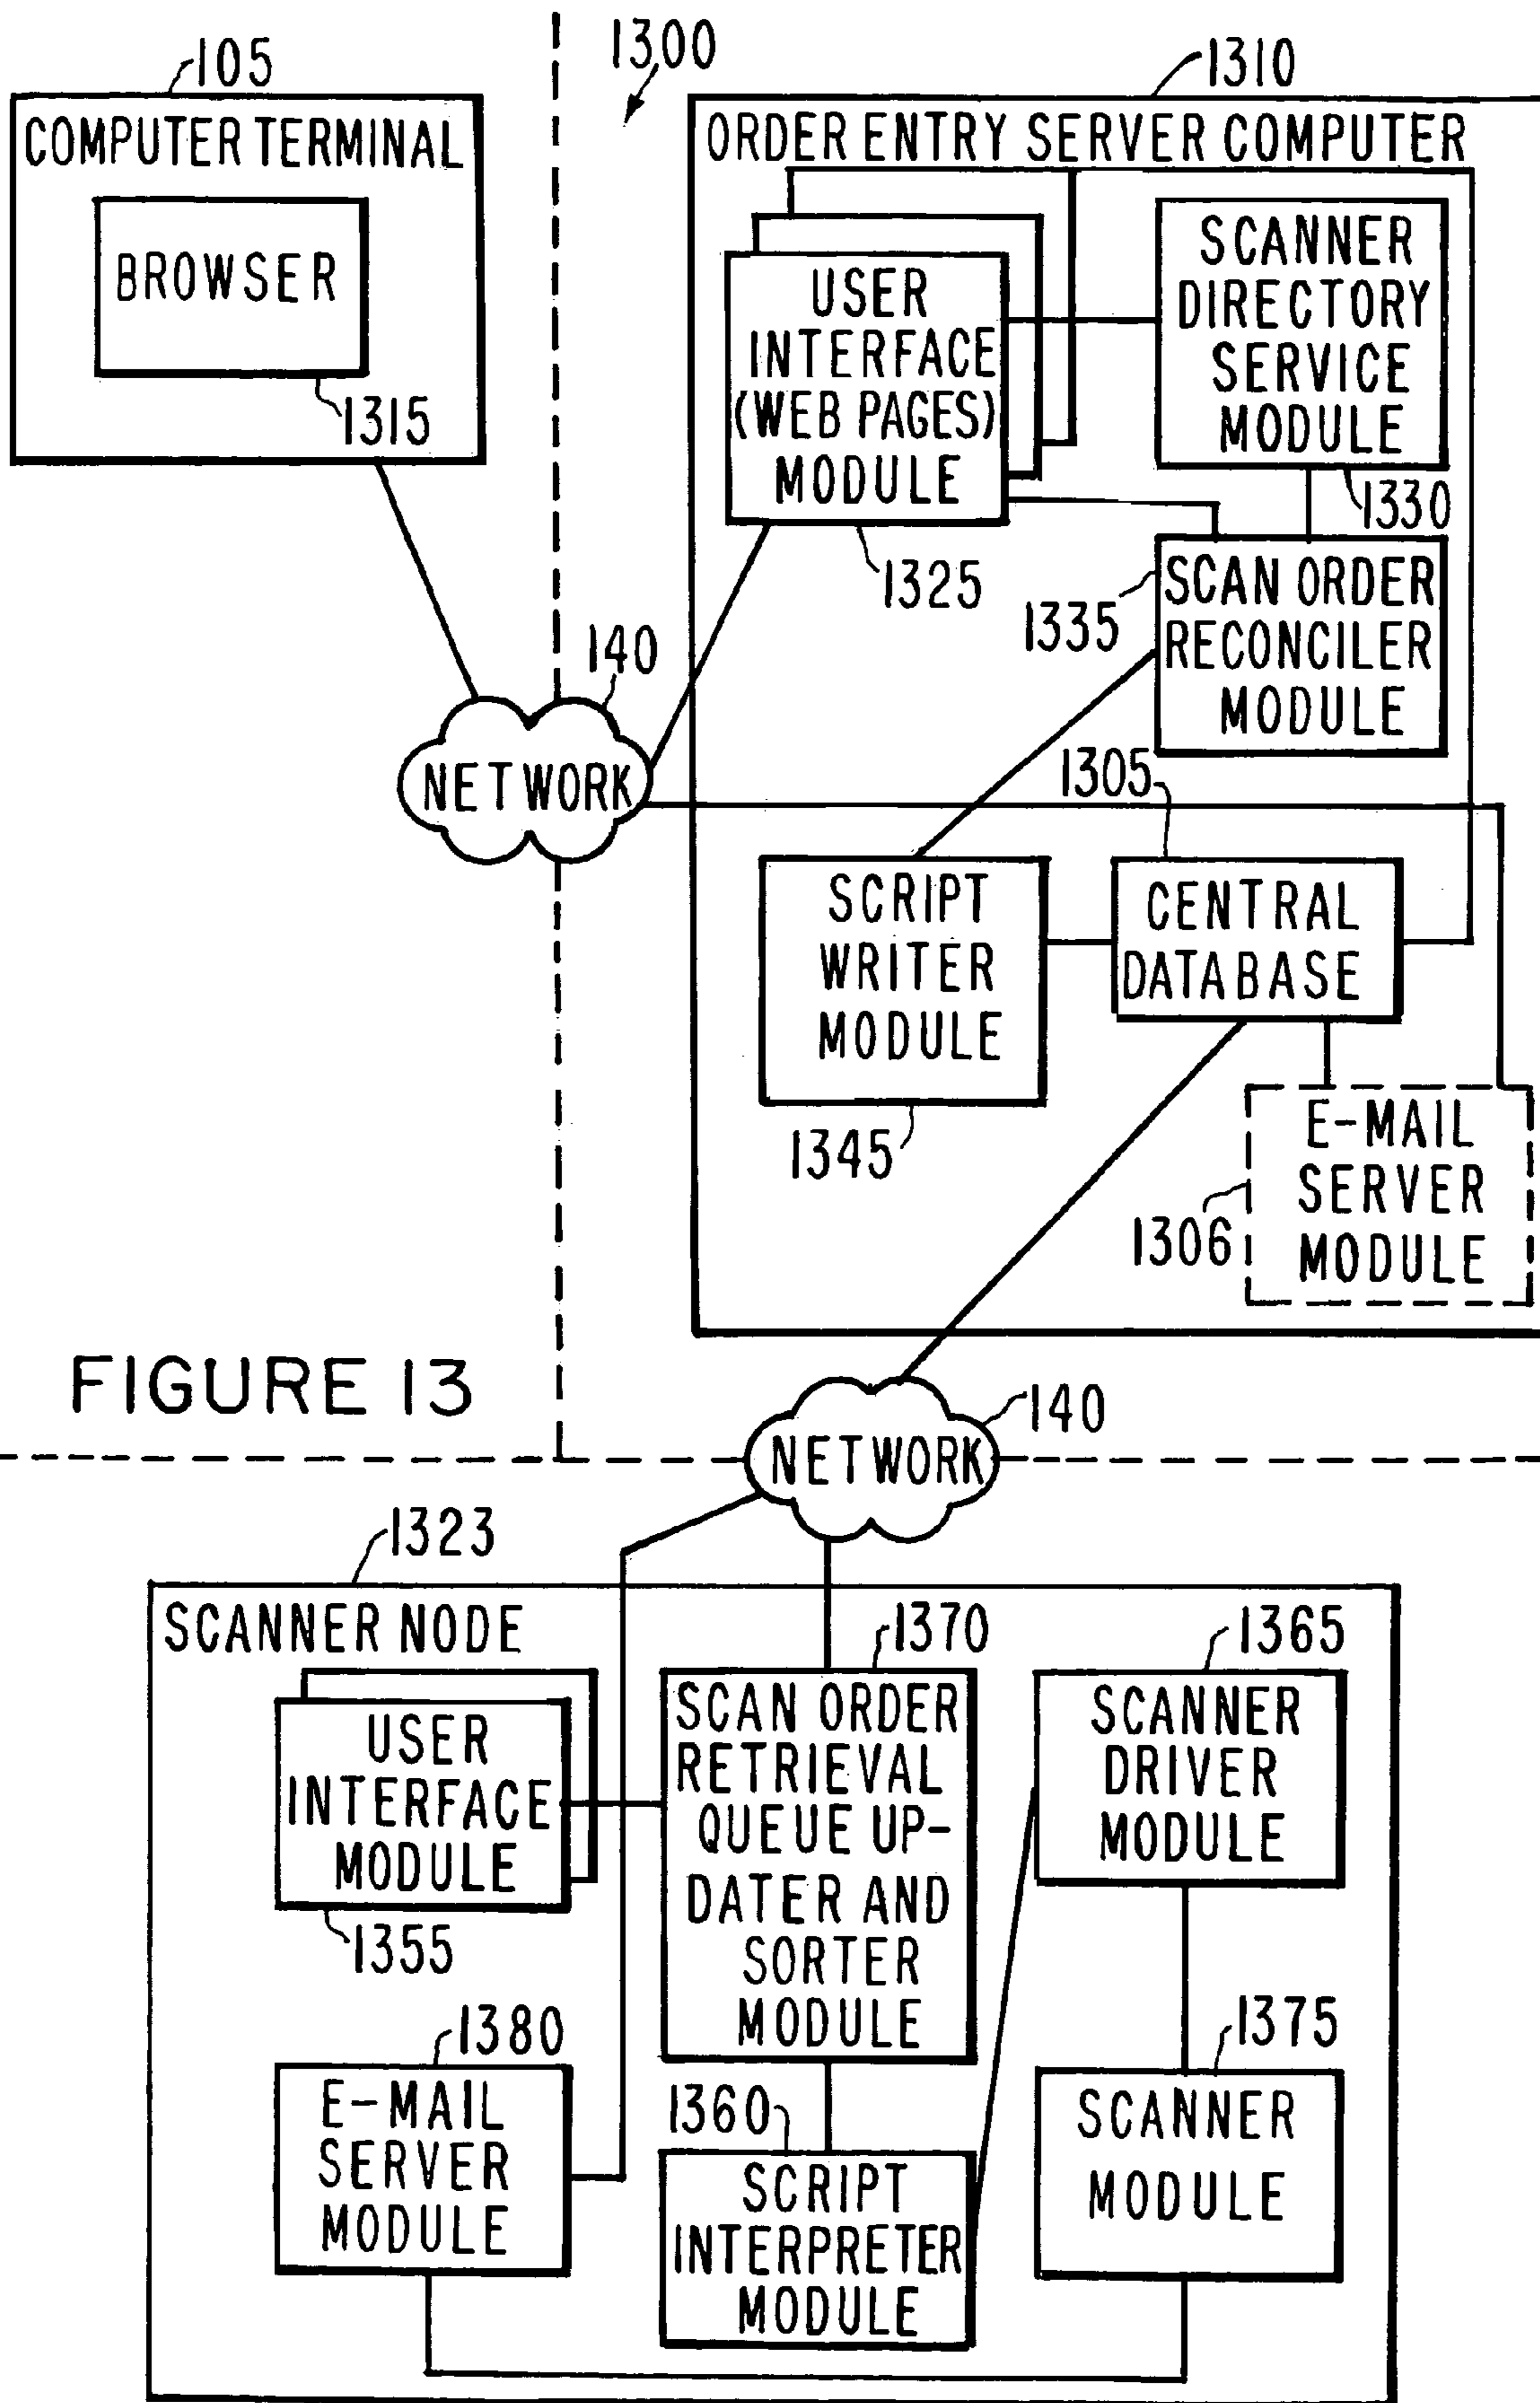 105
COMPUTER TERMINAL
BROWSER
1315
1300
1310
ORDER ENTRY SERVER COMPUTER
USER
INTERFACE
(WEB PAGES)
MODULE
1325
SCANNER
DIRECTORY
SERVICE
MODULE
1330
1335
SCAN ORDER
RECONCILER
MODULE
140
NETWORK
1305
SCRIPT
WRITER
MODULE
1345
CENTRAL
DATABASE
E-MAIL
SERVER
MODULE
1306
FIGURE 13
140
NETWORK
1323
SCANNER NODE
USER
INTERFACE
MODULE
1355
1370
SCAN ORDER
RETRIEVAL
QUEUE UP-
DATER AND
SORTER
MODULE
1365
SCANNER
DRIVER
MODULE
1380
E-MAIL
SERVER
MODULE
1360
SCRIPT
INTERPRETER
MODULE
1375
SCANNER
MODULE